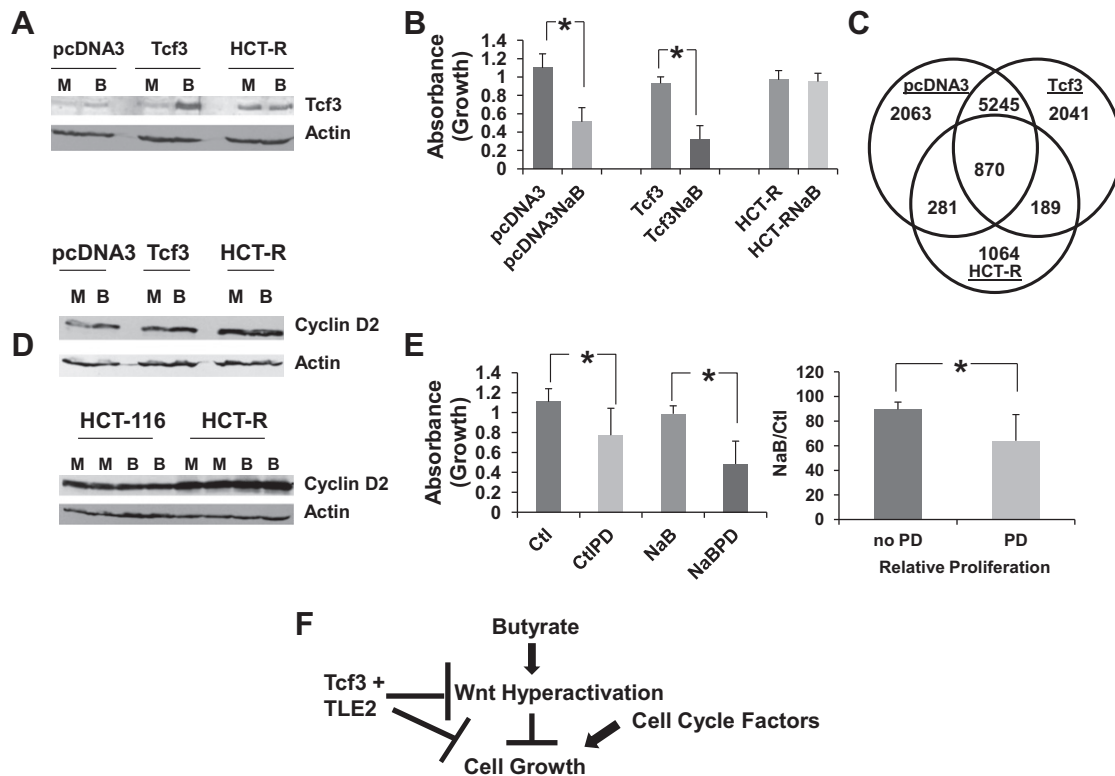 A
pcDNA3 Tcf3 HCT-R
M B M B M B
Tcf3
Actin
B
Absorbance
(Growth)
1.4
1.2
1
0.8
0.6
0.4
0.2
0
*
*
pcDNA3
pcDNA3NaB
Tcf3
Tcf3NaB
HCT-R
HCT-RNaB
C
pcDNA3
2063
5245
Tcf3
2041
870
281
189
1064
HCT-R
D
pcDNA3 Tcf3 HCT-R
M B M B M B
Cyclin D2
Actin
HCT-116 HCT-R
M M B B M M B B
Cyclin D2
Actin
E
Absorbance
(Growth)
1.4
1.2
1
0.8
0.6
0.4
0.2
0
*
*
Ctl
CtlPD
NaB
NaBPD
NaB/Ctl
120
100
80
60
40
20
0
*
no PD PD
Relative Proliferation
F
Butyrate
Tcf3 +
TLE2
Wnt Hyperactivation
Cell Cycle Factors
Cell Growth